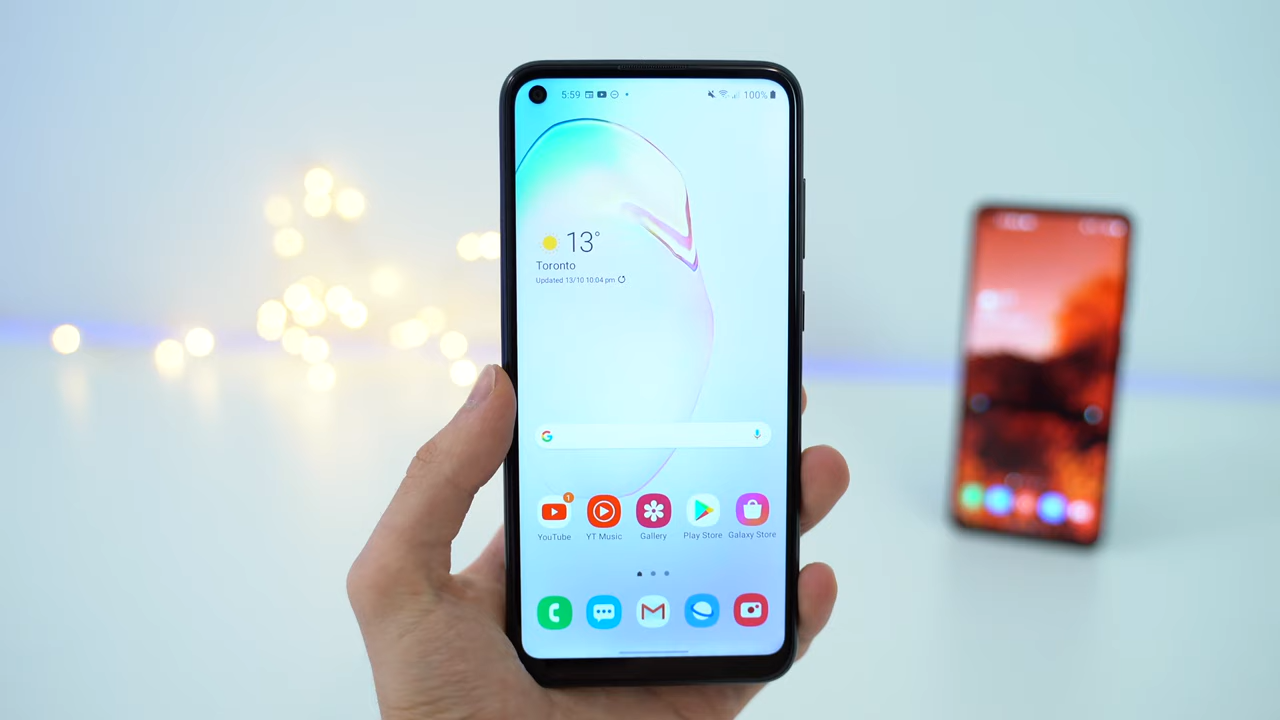 5:59
100%
13°
Toronto
Updated 13/10 10:04 pm
G
1
YouTube
YT Music
Gallery
Play Store
Galaxy Store